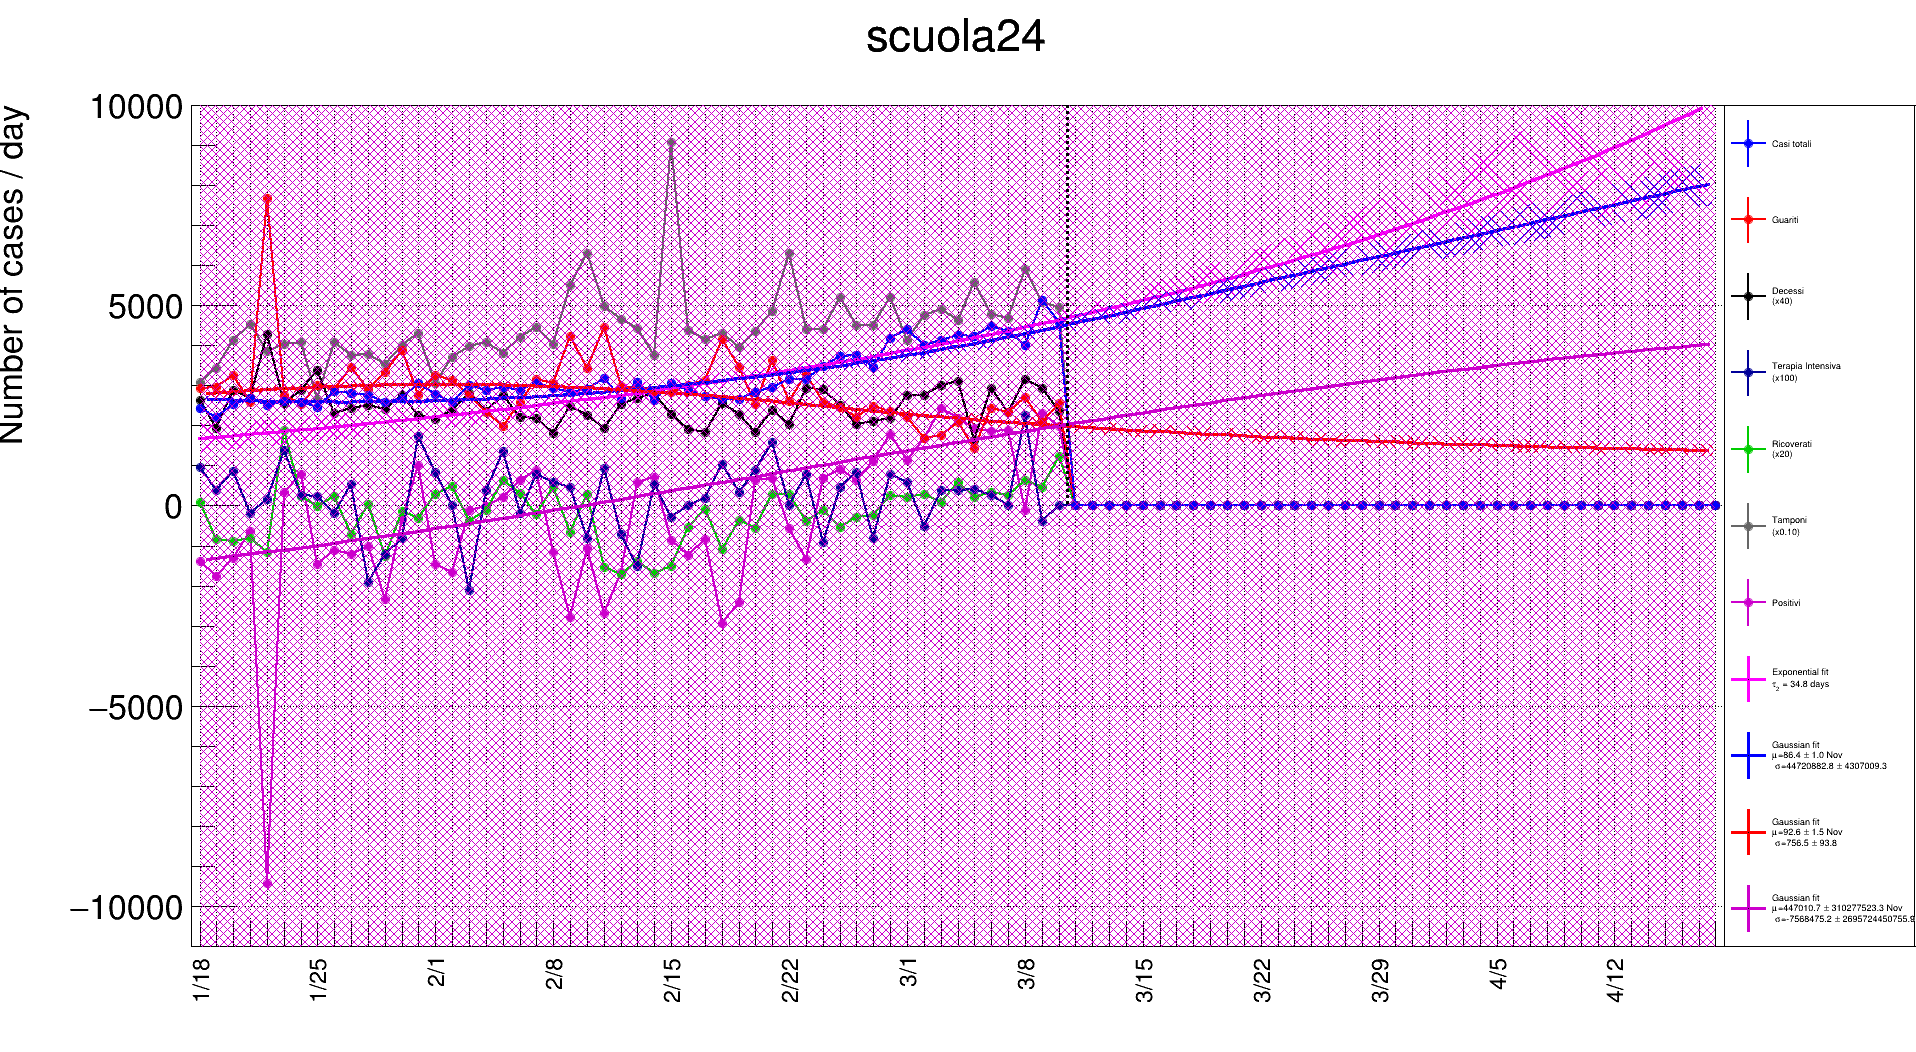 scuola24
Number of cases / day
10000
5000
0
−5000
−10000
1/18
1/25
2/1
2/8
2/15
2/22
3/1
3/8
3/15
3/22
3/29
4/5
4/12
Casi totali
Guariti
Decessi
(x40)
Terapia Intensiva
(x100)
Ricoverati
(x20)
Tamponi
(x0.10)
Positivi
Exponential fit
τ2 = 34.8 days
Gaussian fit
μ=86.4 ± 1.0 Nov
σ=44720882.8 ± 4307009.3
Gaussian fit
μ=92.6 ± 1.5 Nov
σ=756.5 ± 93.8
Gaussian fit
μ=447010.7 ± 310277523.3 Nov
σ=-7568475.2 ± 2695724450755.9